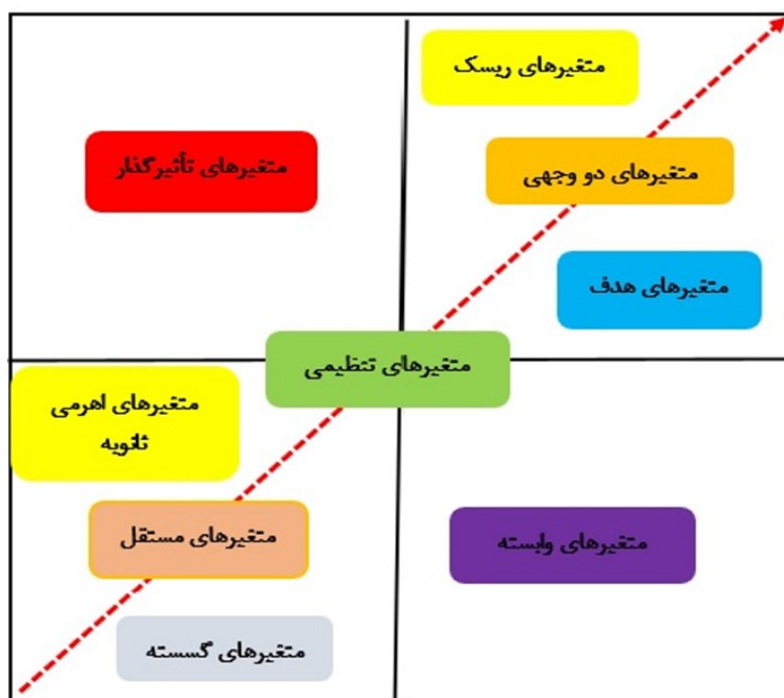 متغیرهای ریسک
متغیرهای تأثیرگذار
متغیرهای دو وجهی
متغیرهای هدف
متغیرهای تنظیمی
متغیرهای اهرمی
ثانویه
متغیرهای مستقل
متغیرهای وابسته
متغیرهای گسسته